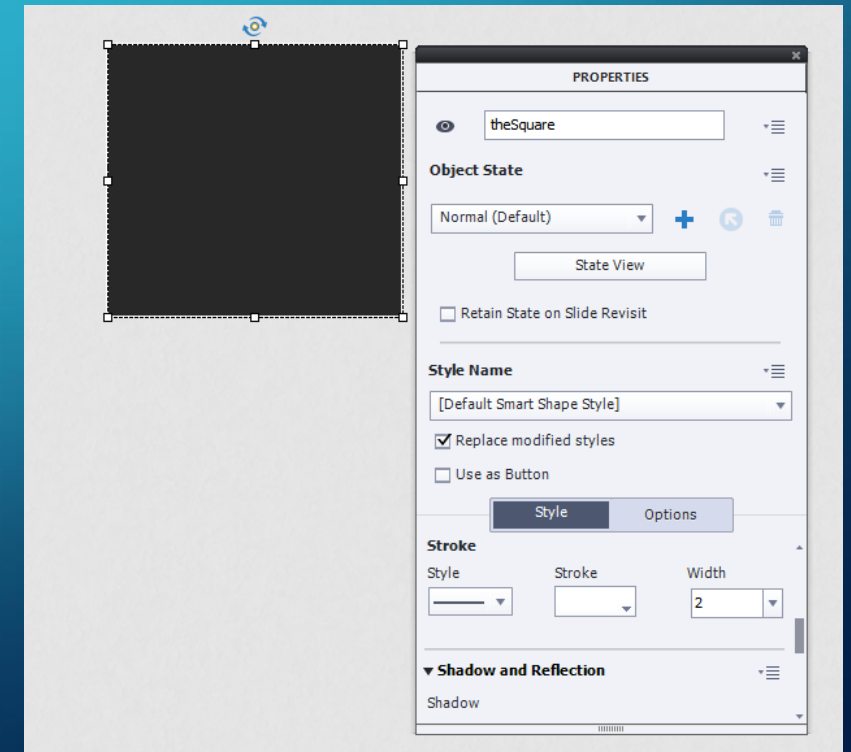 PROPERTIES
theSquare
Object State
Normal (Default)
State View
Retain State on Slide Revisit
Style Name
[Default Smart Shape Style]
Replace modified styles
Use as Button
Style Options
Stroke
Style Stroke Width
2
Shadow and Reflection
Shadow